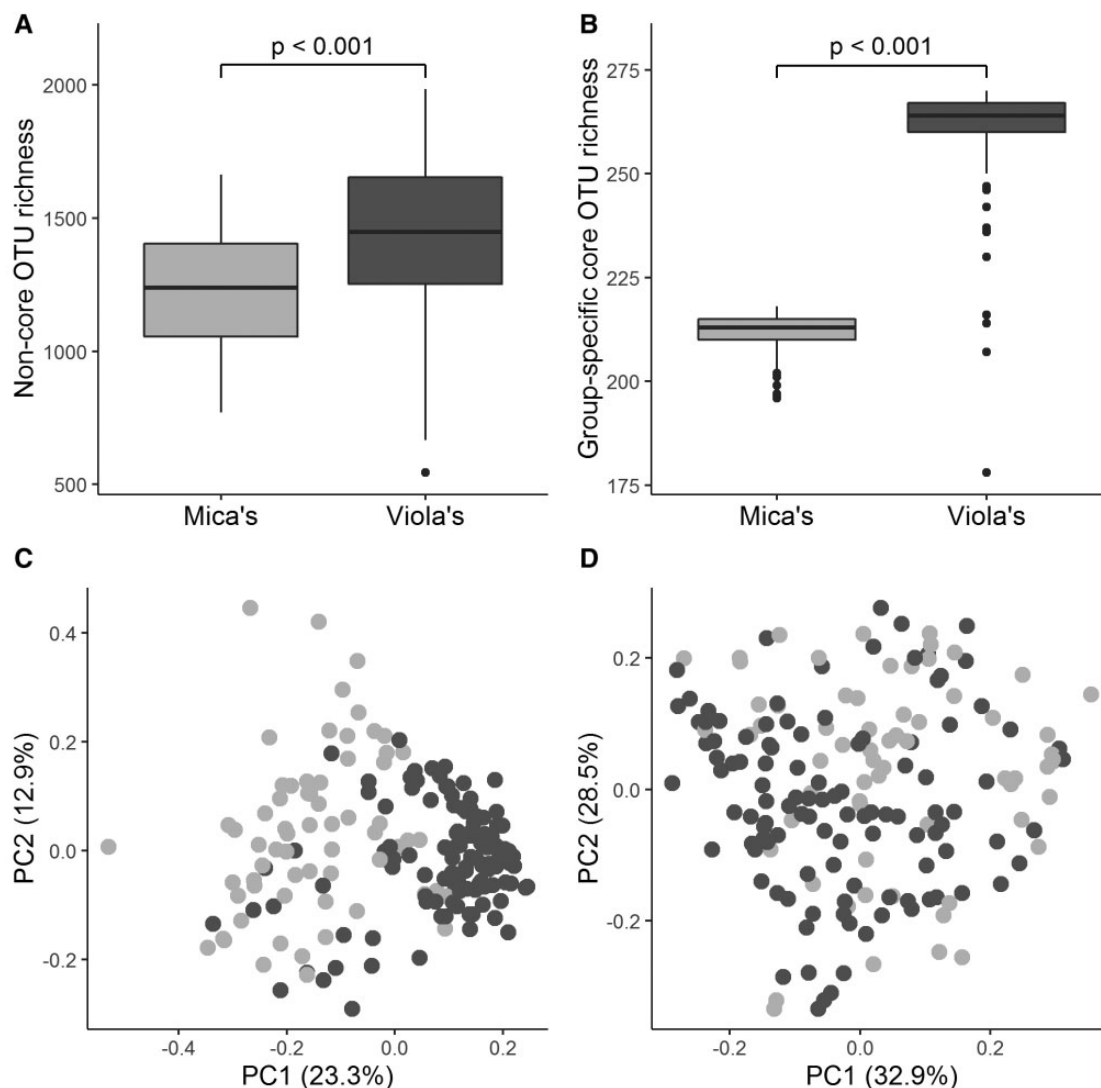 A
p < 0.001
Non-core OTU richness
2000
1500
1000
500
Mica's
Viola's
B
p < 0.001
Group-specific core OTU richness
275
250
225
200
175
Mica's
Viola's
C
PC2 (12.9%)
0.4
0.2
0.0
-0.2
-0.4
-0.2
0.0
0.2
PC1 (23.3%)
D
PC2 (28.5%)
0.2
0.0
-0.2
-0.2
0.0
0.2
PC1 (32.9%)